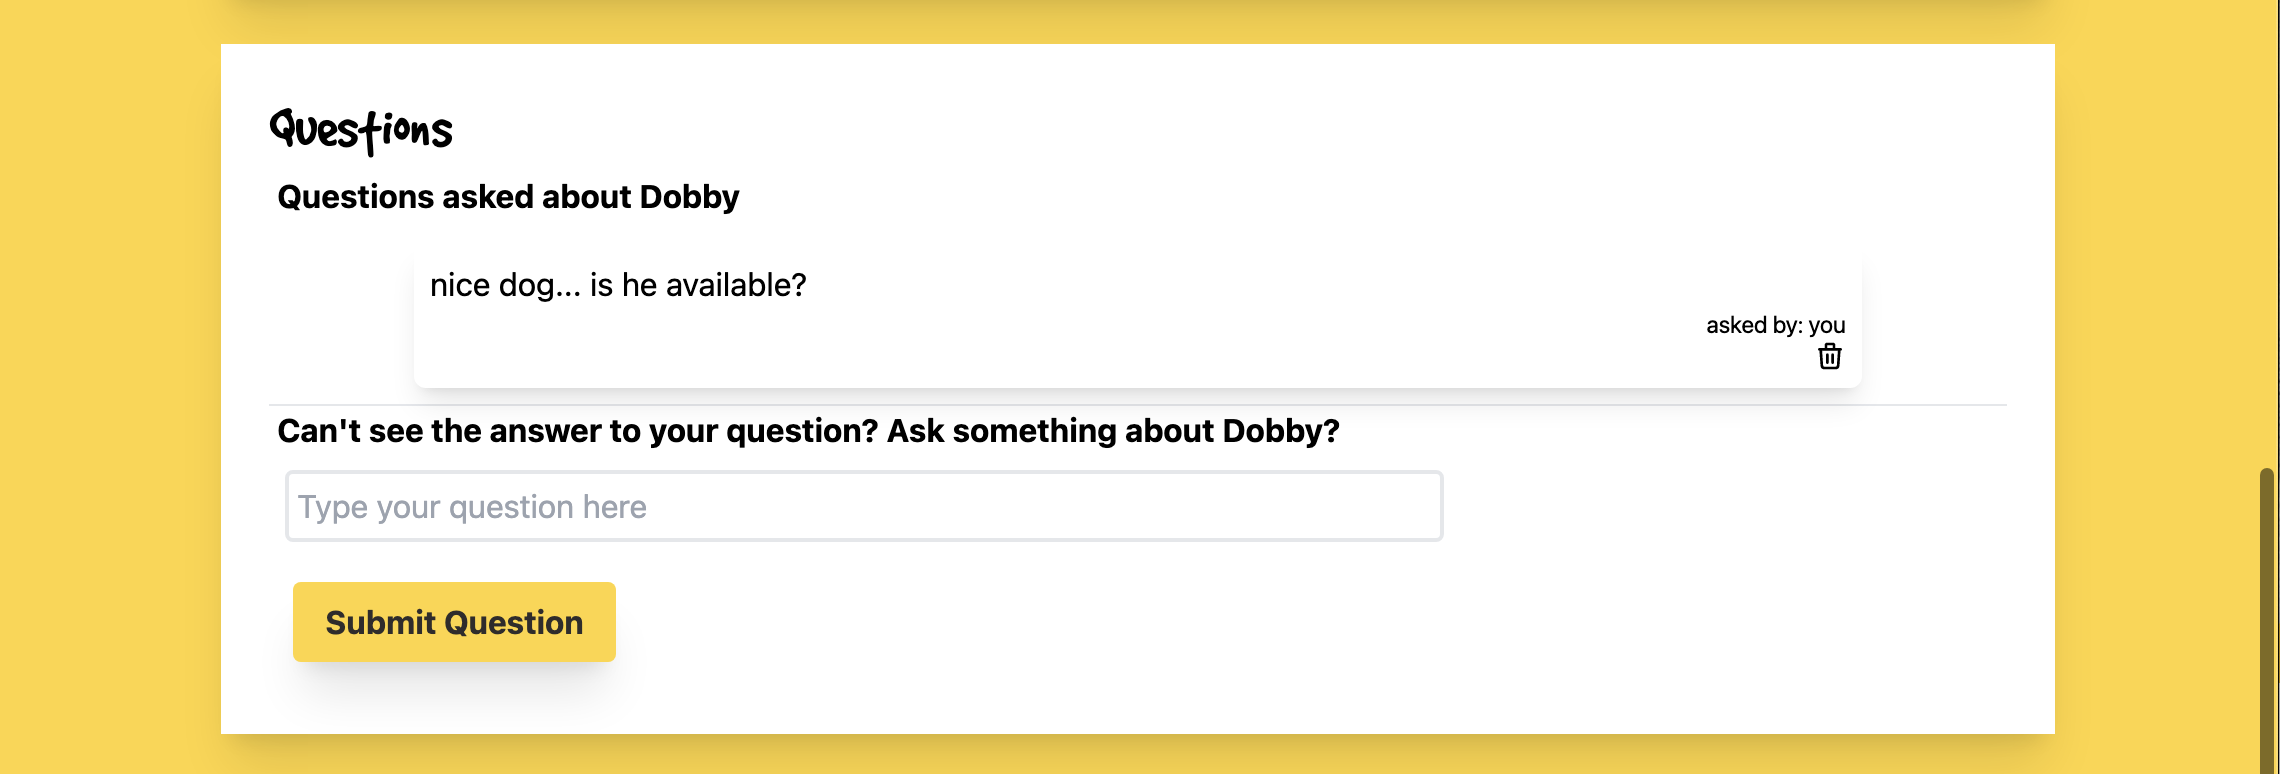 Questions
Questions asked about Dobby
nice dog... is he available?
asked by: you
Can't see the answer to your question? Ask something about Dobby?
Type your question here
Submit Question